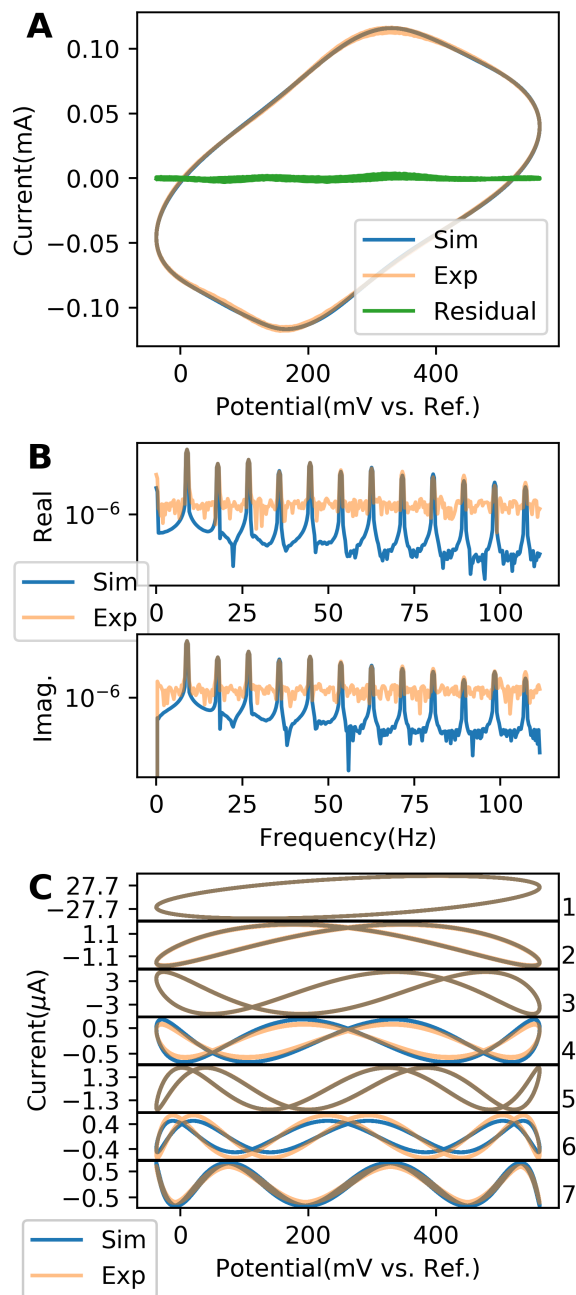 A
0.10
0.05
0.00
−0.05
−0.10
Current(mA)
Sim
Exp
Residual
0 200 400
Potential(mV vs. Ref.)
B
Real
10−6
Sim
Exp
0 25 50 75 100
Imag.
10−6
0 25 50 75 100
Frequency(Hz)
C
Current(μA)
27.7
−27.7
1
1.1
−1.1
2
3
−3
3
0.5
−0.5
4
1.3
−1.3
5
0.4
−0.4
6
0.5
−0.5
7
0 200 400
Potential(mV vs. Ref.)
Sim
Exp